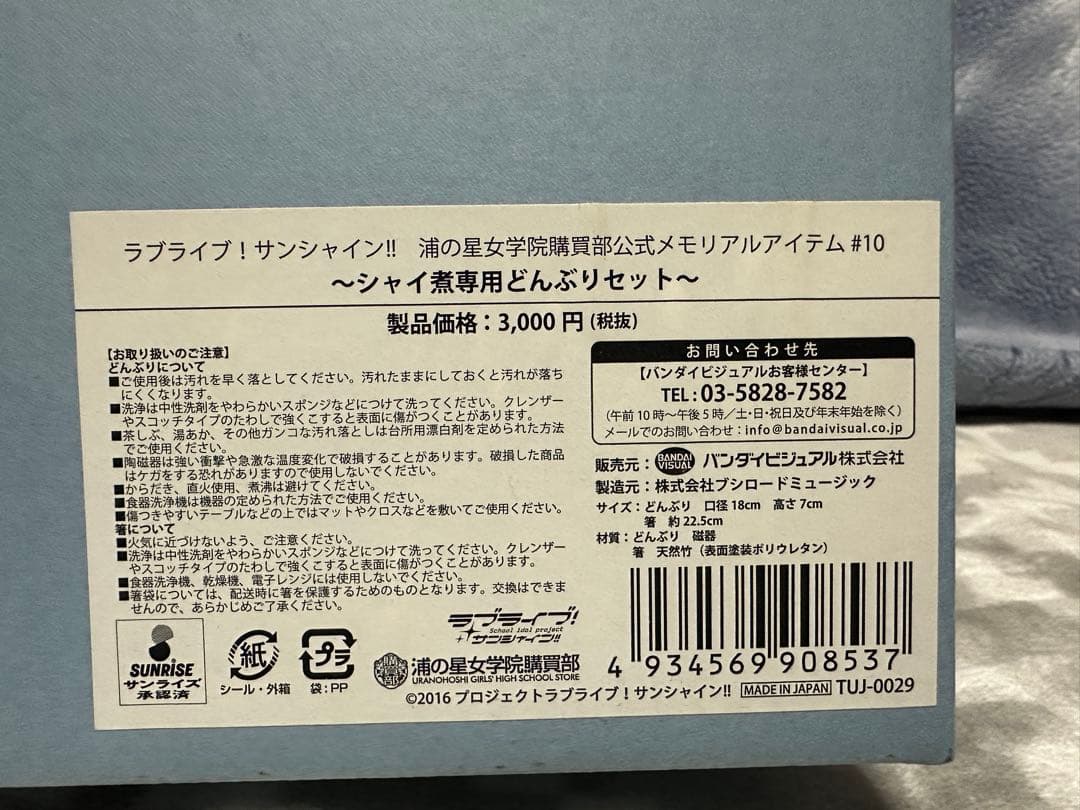 ラブライブ！サンシャイン!!　浦の星女学院購買部公式メモリアルアイテム #10
～シャイ煮専用どんぶりセット～
製品価格：3,000 円 (税抜)
【お取り扱いのご注意】
どんぶりについて
■ご使用後は汚れを早く落としてください。汚れたままにしておくと汚れが落ち
にくくなります。
■洗浄は中性洗剤をやわらかいスポンジなどにつけて洗ってください。クレンザー
やスコッチタイプのたわしで強くこすると表面に傷がつくことがあります。
■茶しぶ、湯あか、その他ガンコな汚れ落としは台所用漂白剤を定められた方法
でご使用ください。
■陶磁器は強い衝撃や急激な温度変化で破損することがあります。破損した商品
はケガをする恐れがありますので使用しないでください。
■からだき、直火使用、煮沸は避けてください。
■食器洗浄機は機器の定められた方法でご使用ください。
■傷つきやすいテーブルなどの上ではマットやクロスなどを敷いてご使用ください。
箸について
■火気に近づけないよう、ご注意ください。
■洗浄は中性洗剤をやわらかいスポンジなどにつけて洗ってください。クレンザー
やスコッチタイプのたわしで強くこすると表面に傷がつくことがあります。
■食器洗浄機、乾燥機、電子レンジには使用しないでください。
■箸袋については、配送時に箸を保護するためのものとなります。交換はできま
せんので、あらかじめご了承ください。
お問い合わせ先
【バンダイビジュアルお客様センター】
TEL：03-5828-7582
（午前 10 時～午後 5 時／土・日・祝日及び年末年始を除く）
メールでのお問い合わせ：info@bandaivisual.co.jp
販売元：BANDAI VISUAL バンダイビジュアル株式会社
製造元：株式会社ブシロードミュージック
サイズ：どんぶり　口径 18cm　高さ 7cm
箸　約 22.5cm
材質：どんぶり　磁器
箸　天然竹（表面塗装ポリウレタン）
4 934569 908537
SUNRISE
サンライズ
承認済
紙
シール・外箱
プラ
袋：PP
ラブライブ！
School idol project
サンシャイン!!
浦の星女学院購買部
URANOHOSHI GIRLS' HIGH SCHOOL STORE
©2016 プロジェクトラブライブ！サンシャイン!! MADE IN JAPAN TUJ-0029